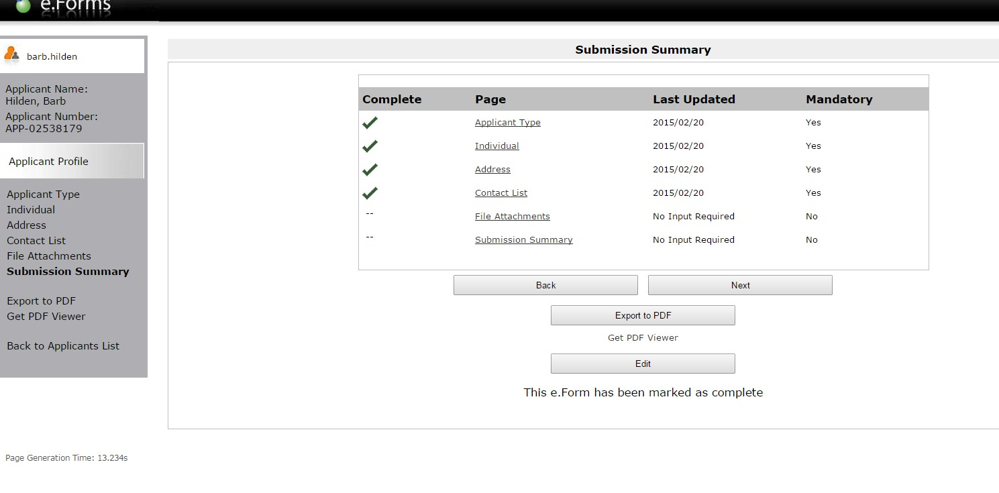 e.Forms
barb.hilden
Applicant Name:
Hilden, Barb
Applicant Number:
APP-02538179
Applicant Profile
Applicant Type
Individual
Address
Contact List
File Attachments
Submission Summary
Export to PDF
Get PDF Viewer
Back to Applicants List
Submission Summary
Complete Page Last Updated Mandatory
Applicant Type 2015/02/20 Yes
Individual 2015/02/20 Yes
Address 2015/02/20 Yes
Contact List 2015/02/20 Yes
-- File Attachments No Input Required No
-- Submission Summary No Input Required No
Back Next
Export to PDF
Get PDF Viewer
Edit
This e.Form has been marked as complete
Page Generation Time: 13.234s